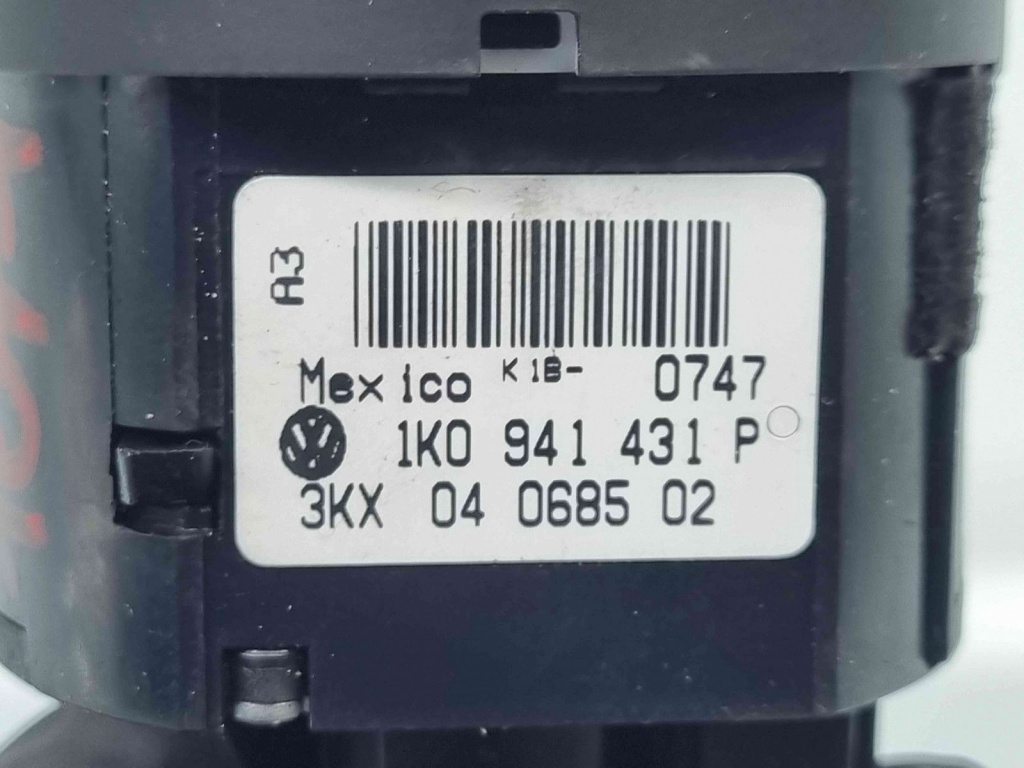 A3
Mexico K1B- 0747
1K0 941 431 P
3KX 04 0685 02